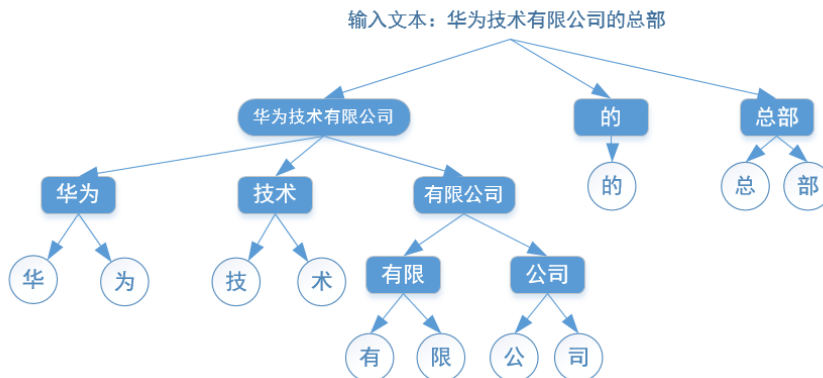 输入文本：华为技术有限公司的总部
华为技术有限公司
的
总部
华为
技术
有限公司
的
总
部
华
为
技
术
有限
公司
有
限
公
司